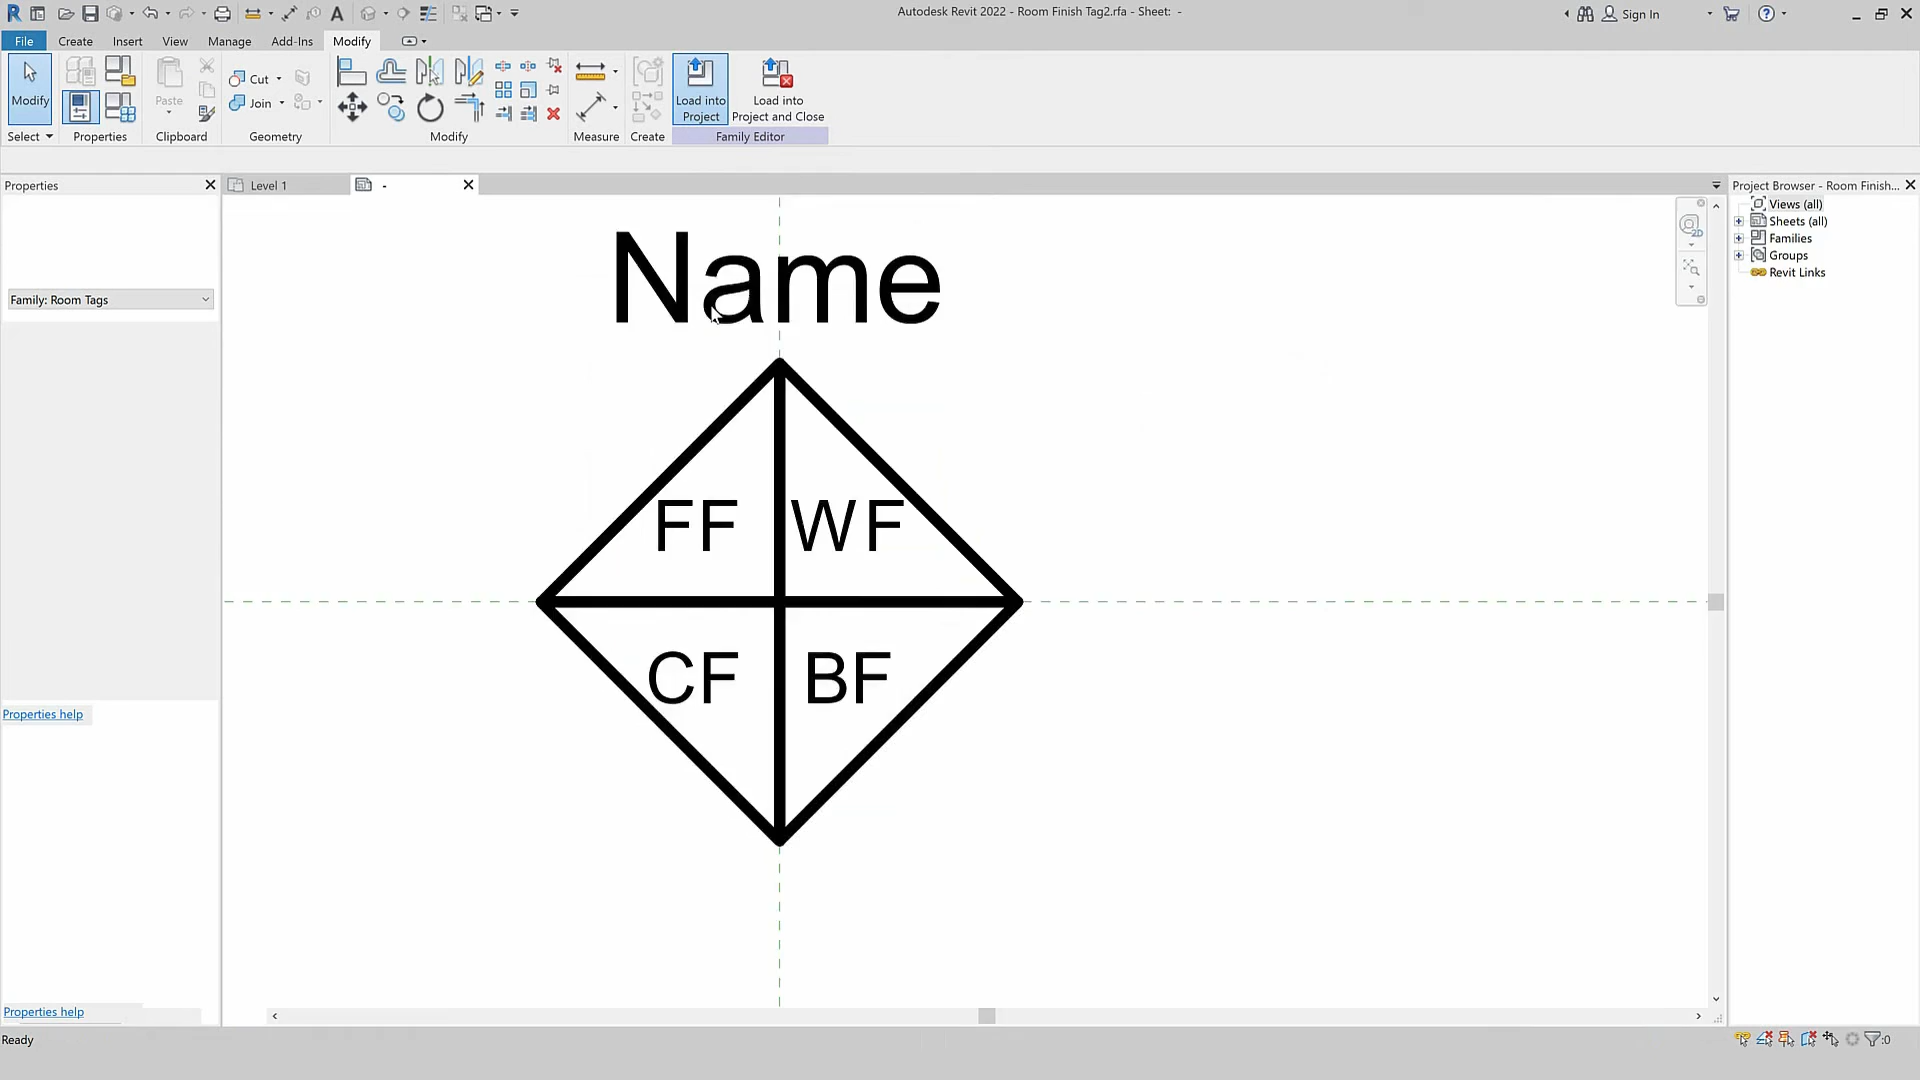 Autodesk Revit 2022 - Room Finish Tag2.rfa - Sheet: -
Sign In
File Create Insert View Manage Add-Ins Modify
Modify
Paste
Cut
Join
Load into Project
Load into Project and Close
Select Properties Clipboard Geometry Modify Measure Create Family Editor
Properties
Level 1
-
Project Browser - Room Finish...
Views (all)
Sheets (all)
Families
Groups
Revit Links
Family: Room Tags
2D
Name
FF WF
CF BF
Properties help
Properties help
Ready
:0